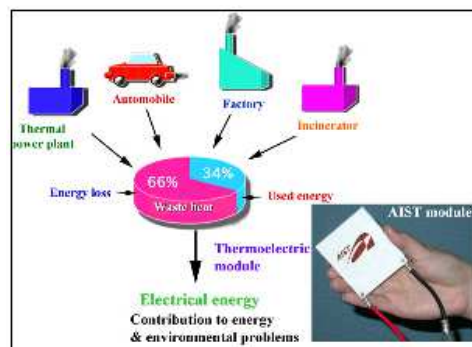 Automobile
Factory
Thermal
power plant
Incinerator
66%
34%
Energy loss
Waste heat
Used energy
AIST module
AIST
Thermoelectric
module
Electrical energy
Contribution to energy
& environmental problems